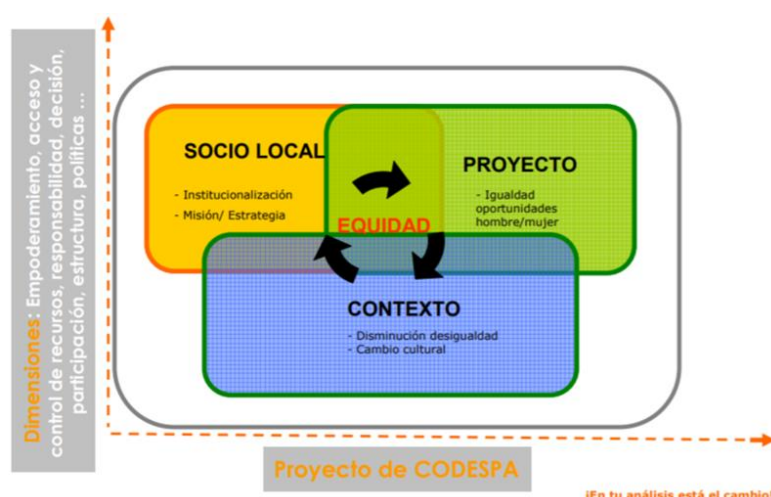 Dimensiones: Empoderamiento, acceso y
control de recursos, responsabilidad, decisión,
participación, estructura, políticas ...
SOCIO LOCAL
- Institucionalización
- Misión/ Estrategia
PROYECTO
- Igualdad
oportunidades
hombre/mujer
EQUIDAD
CONTEXTO
- Disminución desigualdad
- Cambio cultural
Proyecto de CODESPA
¡En tu análisis está el cambio!